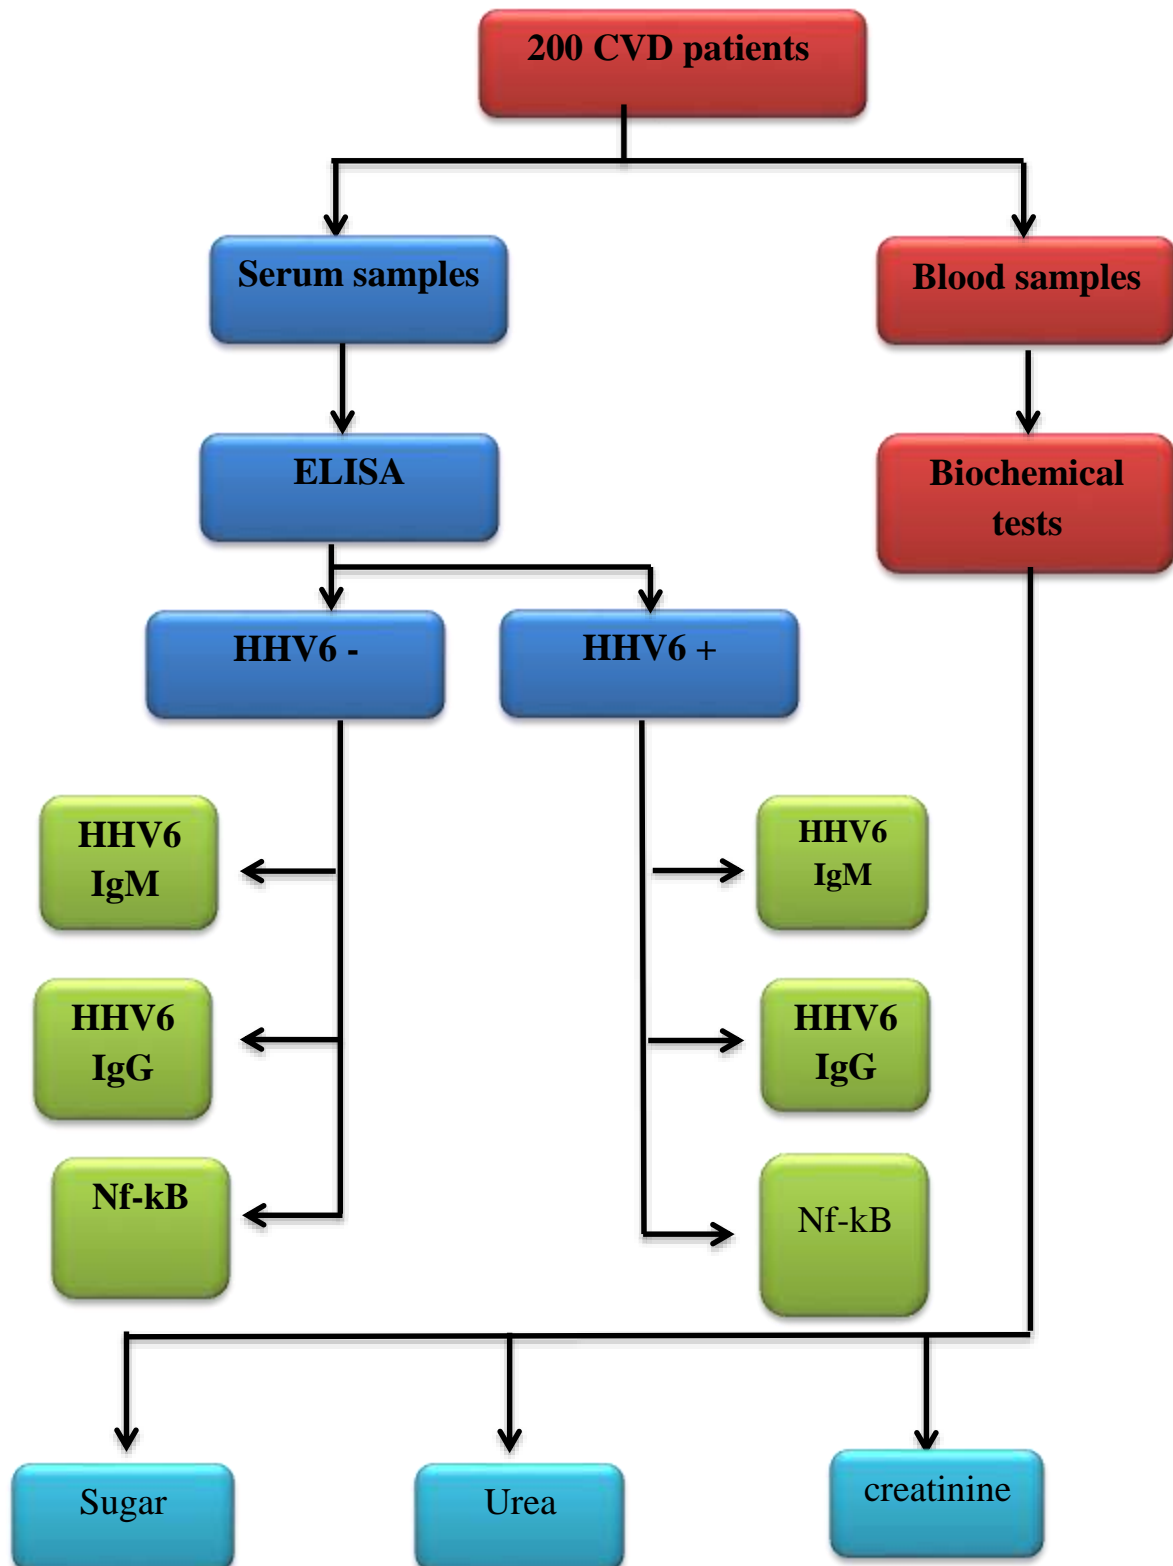 200 CVD patients
Serum samples
Blood samples
ELISA
Biochemical
tests
HHV6 -
HHV6 +
HHV6
IgM
HHV6
IgM
HHV6
IgG
HHV6
IgG
Nf-kB
Nf-kB
Sugar
Urea
creatinine